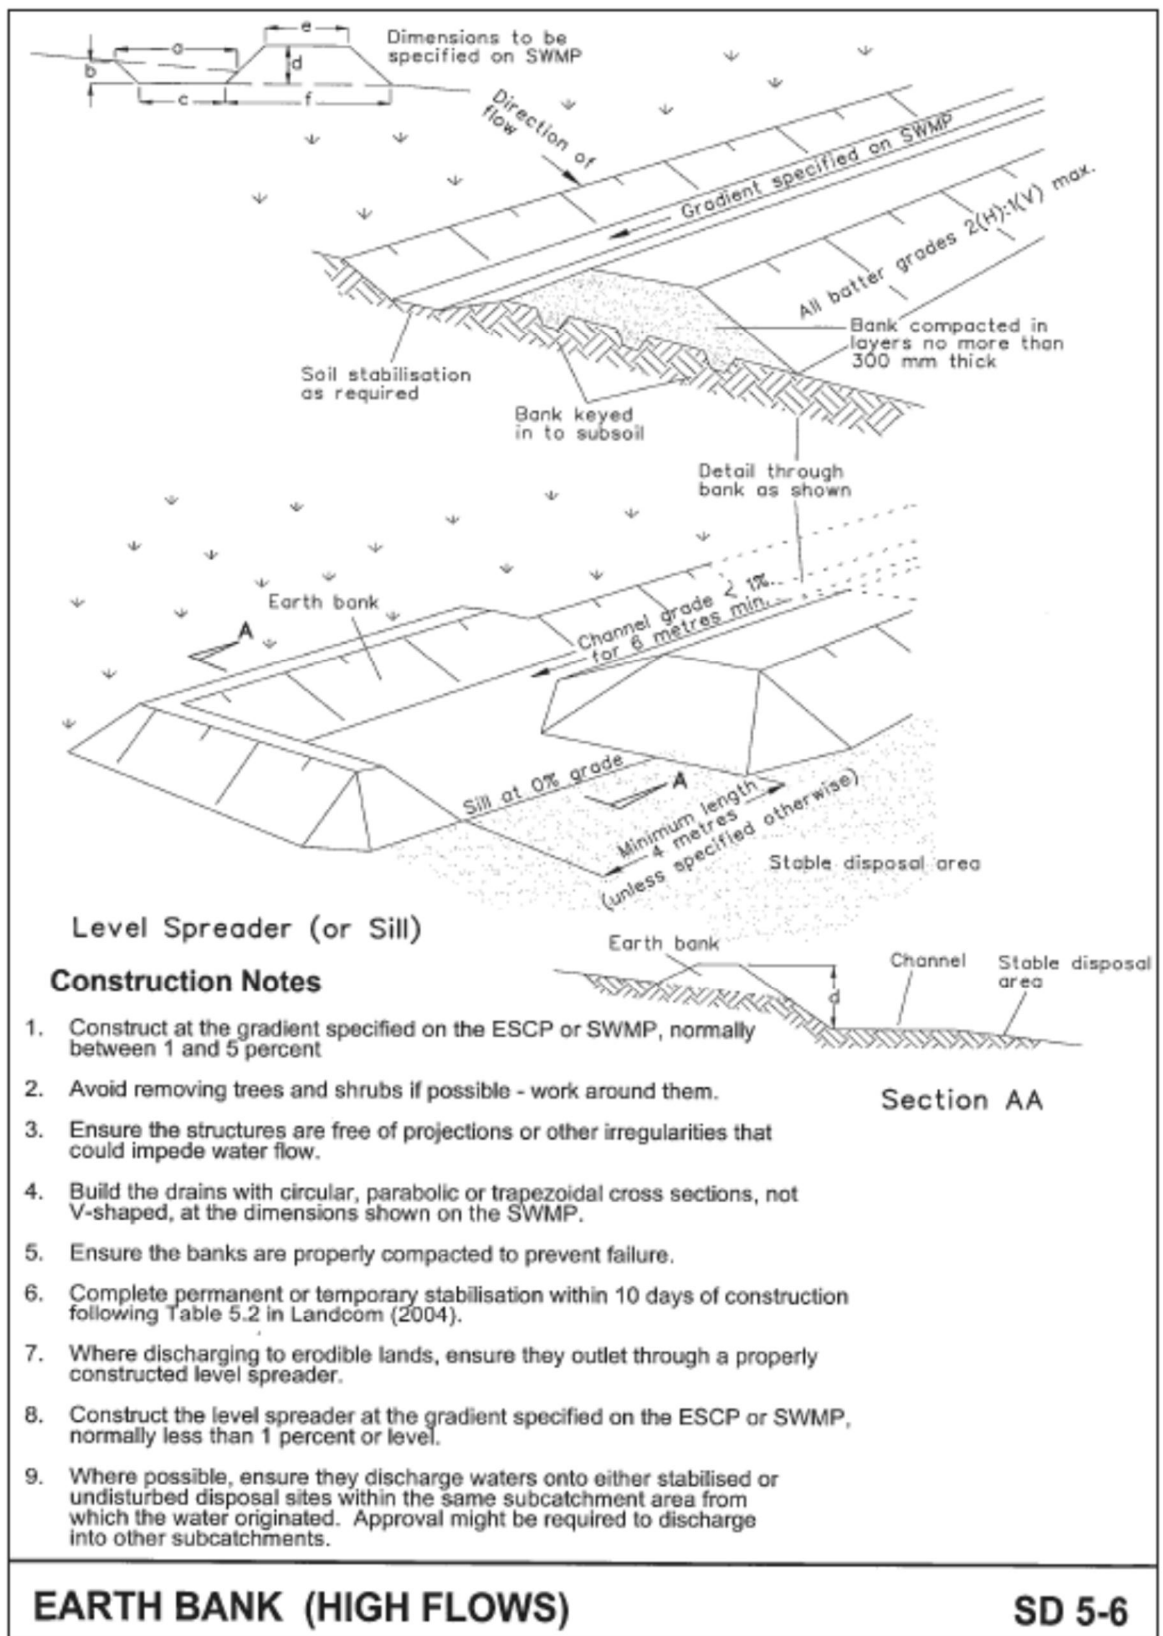 e
Dimensions to be
specified on SWMP
a
b
d
c
f
Direction of
flow
Gradient specified on SWMP
All batter grades 2(H):1(V) max.
Bank compacted in
layers no more than
300 mm thick
Soil stabilisation
as required
Bank keyed
in to subsoil
Detail through
bank as shown
Earth bank
A
Channel grade < 1%
for 6 metres min.
Sill at 0% grade
A
Minimum length
4 metres
(unless specified otherwise)
Stable disposal area
Level Spreader (or Sill)
Earth bank
Channel
Stable disposal
area
d
Section AA
Construction Notes
1. Construct at the gradient specified on the ESCP or SWMP, normally
between 1 and 5 percent
2. Avoid removing trees and shrubs if possible - work around them.
3. Ensure the structures are free of projections or other irregularities that
could impede water flow.
4. Build the drains with circular, parabolic or trapezoidal cross sections, not
V-shaped, at the dimensions shown on the SWMP.
5. Ensure the banks are properly compacted to prevent failure.
6. Complete permanent or temporary stabilisation within 10 days of construction
following Table 5.2 in Landcom (2004).
7. Where discharging to erodible lands, ensure they outlet through a properly
constructed level spreader.
8. Construct the level spreader at the gradient specified on the ESCP or SWMP,
normally less than 1 percent or level.
9. Where possible, ensure they discharge waters onto either stabilised or
undisturbed disposal sites within the same subcatchment area from
which the water originated. Approval might be required to discharge
into other subcatchments.
EARTH BANK (HIGH FLOWS)
SD 5-6